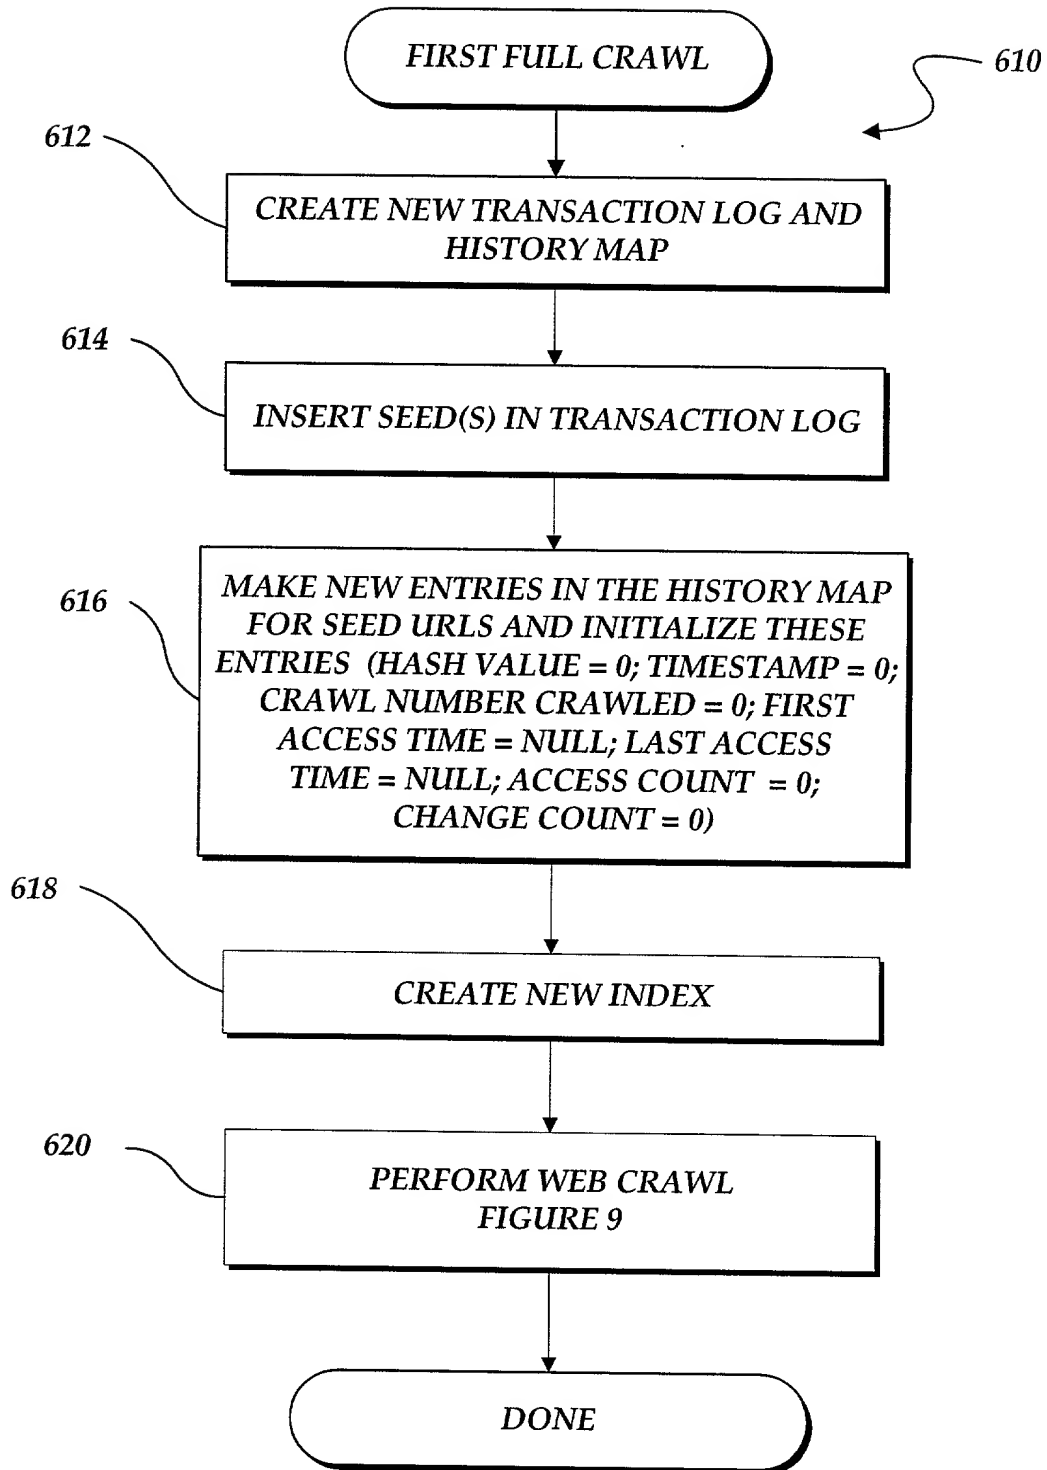 FIRST FULL CRAWL
610
612
CREATE NEW TRANSACTION LOG AND
HISTORY MAP
614
INSERT SEED(S) IN TRANSACTION LOG
616
MAKE NEW ENTRIES IN THE HISTORY MAP
FOR SEED URLS AND INITIALIZE THESE
ENTRIES (HASH VALUE = 0; TIMESTAMP = 0;
CRAWL NUMBER CRAWLED = 0; FIRST
ACCESS TIME = NULL; LAST ACCESS
TIME = NULL; ACCESS COUNT = 0;
CHANGE COUNT = 0)
618
CREATE NEW INDEX
620
PERFORM WEB CRAWL
FIGURE 9
DONE